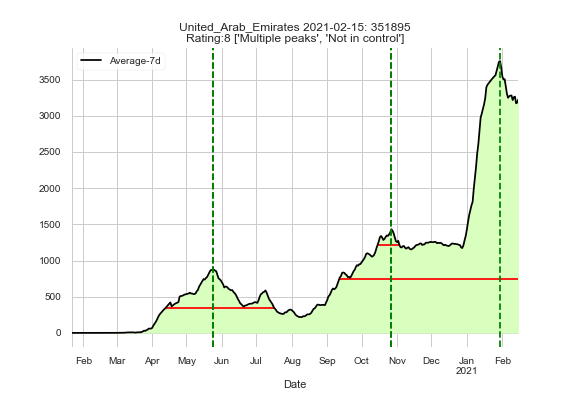 United_Arab_Emirates 2021-02-15: 351895
Rating:8 ['Multiple peaks', 'Not in control']
Average-7d
3500
3000
2500
2000
1500
1000
500
0
Feb Mar Apr May Jun Jul Aug Sep Oct Nov Dec Jan Feb
2021
Date